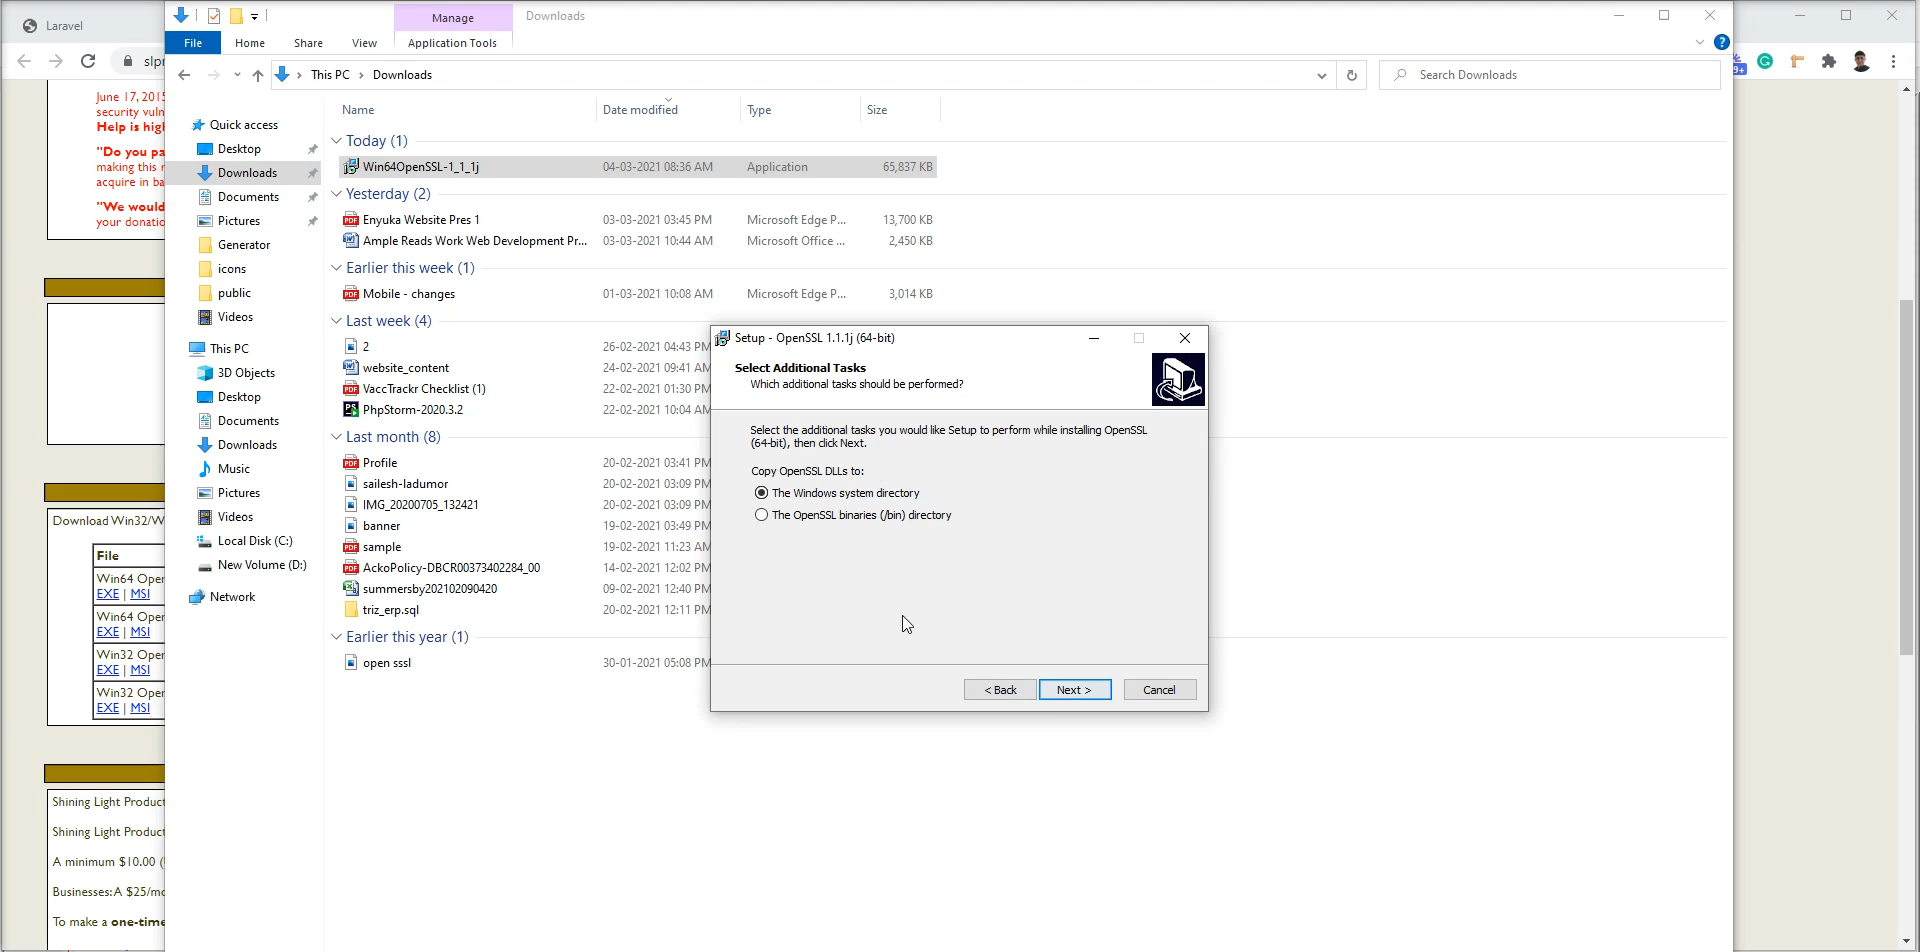 Laravel
Manage
Downloads
File
Home
Share
View
Application Tools
This PC
Downloads
Search Downloads
Name
Date modified
Type
Size
Quick access
Desktop
Downloads
Documents
Pictures
Generator
icons
public
Videos
This PC
3D Objects
Desktop
Documents
Downloads
Music
Pictures
Videos
Local Disk (C:)
New Volume (D:)
Network
Today (1)
Win64OpenSSL-1_1_1j 04-03-2021 08:36 AM Application 65,837 KB
Yesterday (2)
Enyuka Website Pres 1 03-03-2021 03:45 PM Microsoft Edge P... 13,700 KB
Ample Reads Work Web Development Pr... 03-03-2021 10:44 AM Microsoft Office ... 2,450 KB
Earlier this week (1)
Mobile - changes 01-03-2021 10:08 AM Microsoft Edge P... 3,014 KB
Last week (4)
2 26-02-2021 04:43 PM
website_content 24-02-2021 09:41 AM
VaccTrackr Checklist (1) 22-02-2021 01:30 PM
PhpStorm-2020.3.2 22-02-2021 10:04 AM
Last month (8)
Profile 20-02-2021 03:41 PM
sailesh-ladumor 20-02-2021 03:09 PM
IMG_20200705_132421 20-02-2021 03:09 PM
banner 19-02-2021 03:49 PM
sample 19-02-2021 11:23 AM
AckoPolicy-DBCR00373402284_00 14-02-2021 12:02 PM
summersby202102090420 09-02-2021 12:40 PM
triz_erp.sql 20-02-2021 12:11 PM
Earlier this year (1)
open sssl 30-01-2021 05:08 PM
Setup - OpenSSL 1.1.1j (64-bit)
Select Additional Tasks
Which additional tasks should be performed?
Select the additional tasks you would like Setup to perform while installing OpenSSL
(64-bit), then click Next.
Copy OpenSSL DLLs to:
The Windows system directory
The OpenSSL binaries (/bin) directory
< Back
Next >
Cancel
slpr
June 17, 2015
security vuln
Help is high
"Do you pa
making this
acquire in ba
"We would
your donatio
Download Win32/W
File
Win64 Open
EXE | MSI
Win64 Open
EXE | MSI
Win32 Open
EXE | MSI
Win32 Open
EXE | MSI
Shining Light Product
Shining Light Product
A minimum $10.00 (
Businesses: A $25/mo
To make a one-time
9+